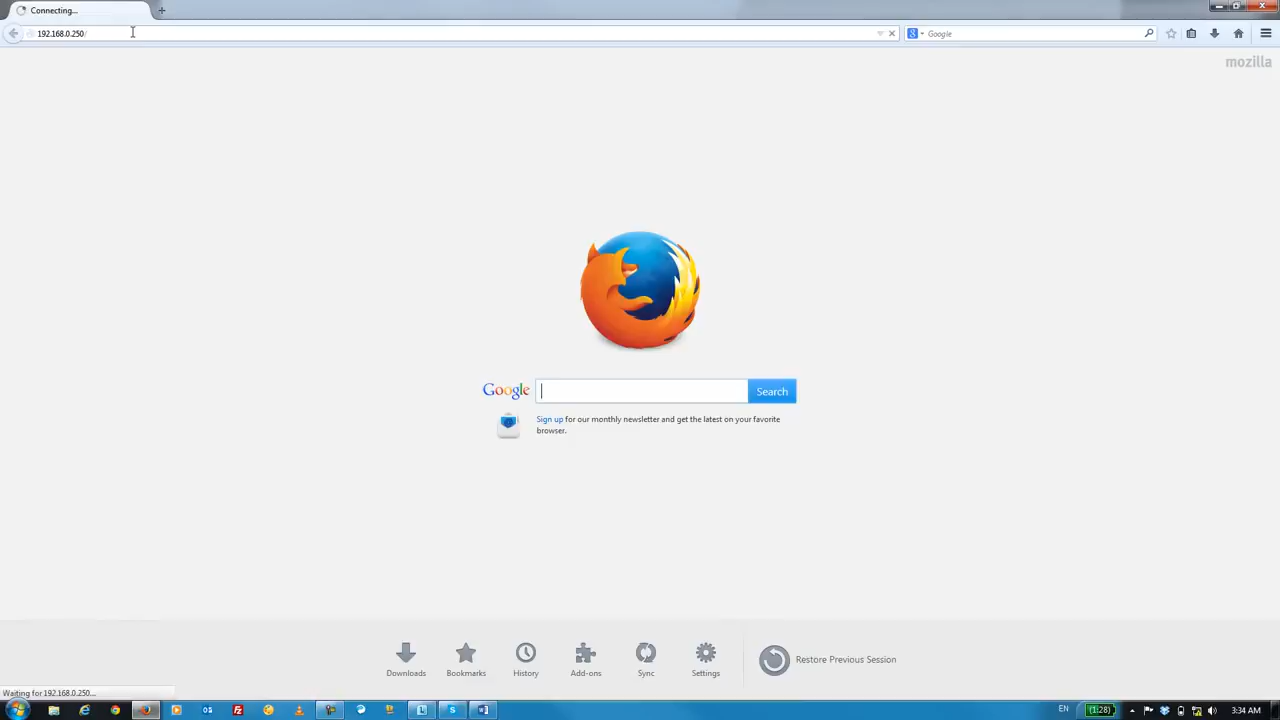 Connecting...
192.168.0.250/
Google
mozilla
Google
Search
Sign up for our monthly newsletter and get the latest on your favorite
browser.
Downloads
Bookmarks
History
Add-ons
Sync
Settings
Restore Previous Session
Waiting for 192.168.0.250...
EN
(1:28)
3:34 AM